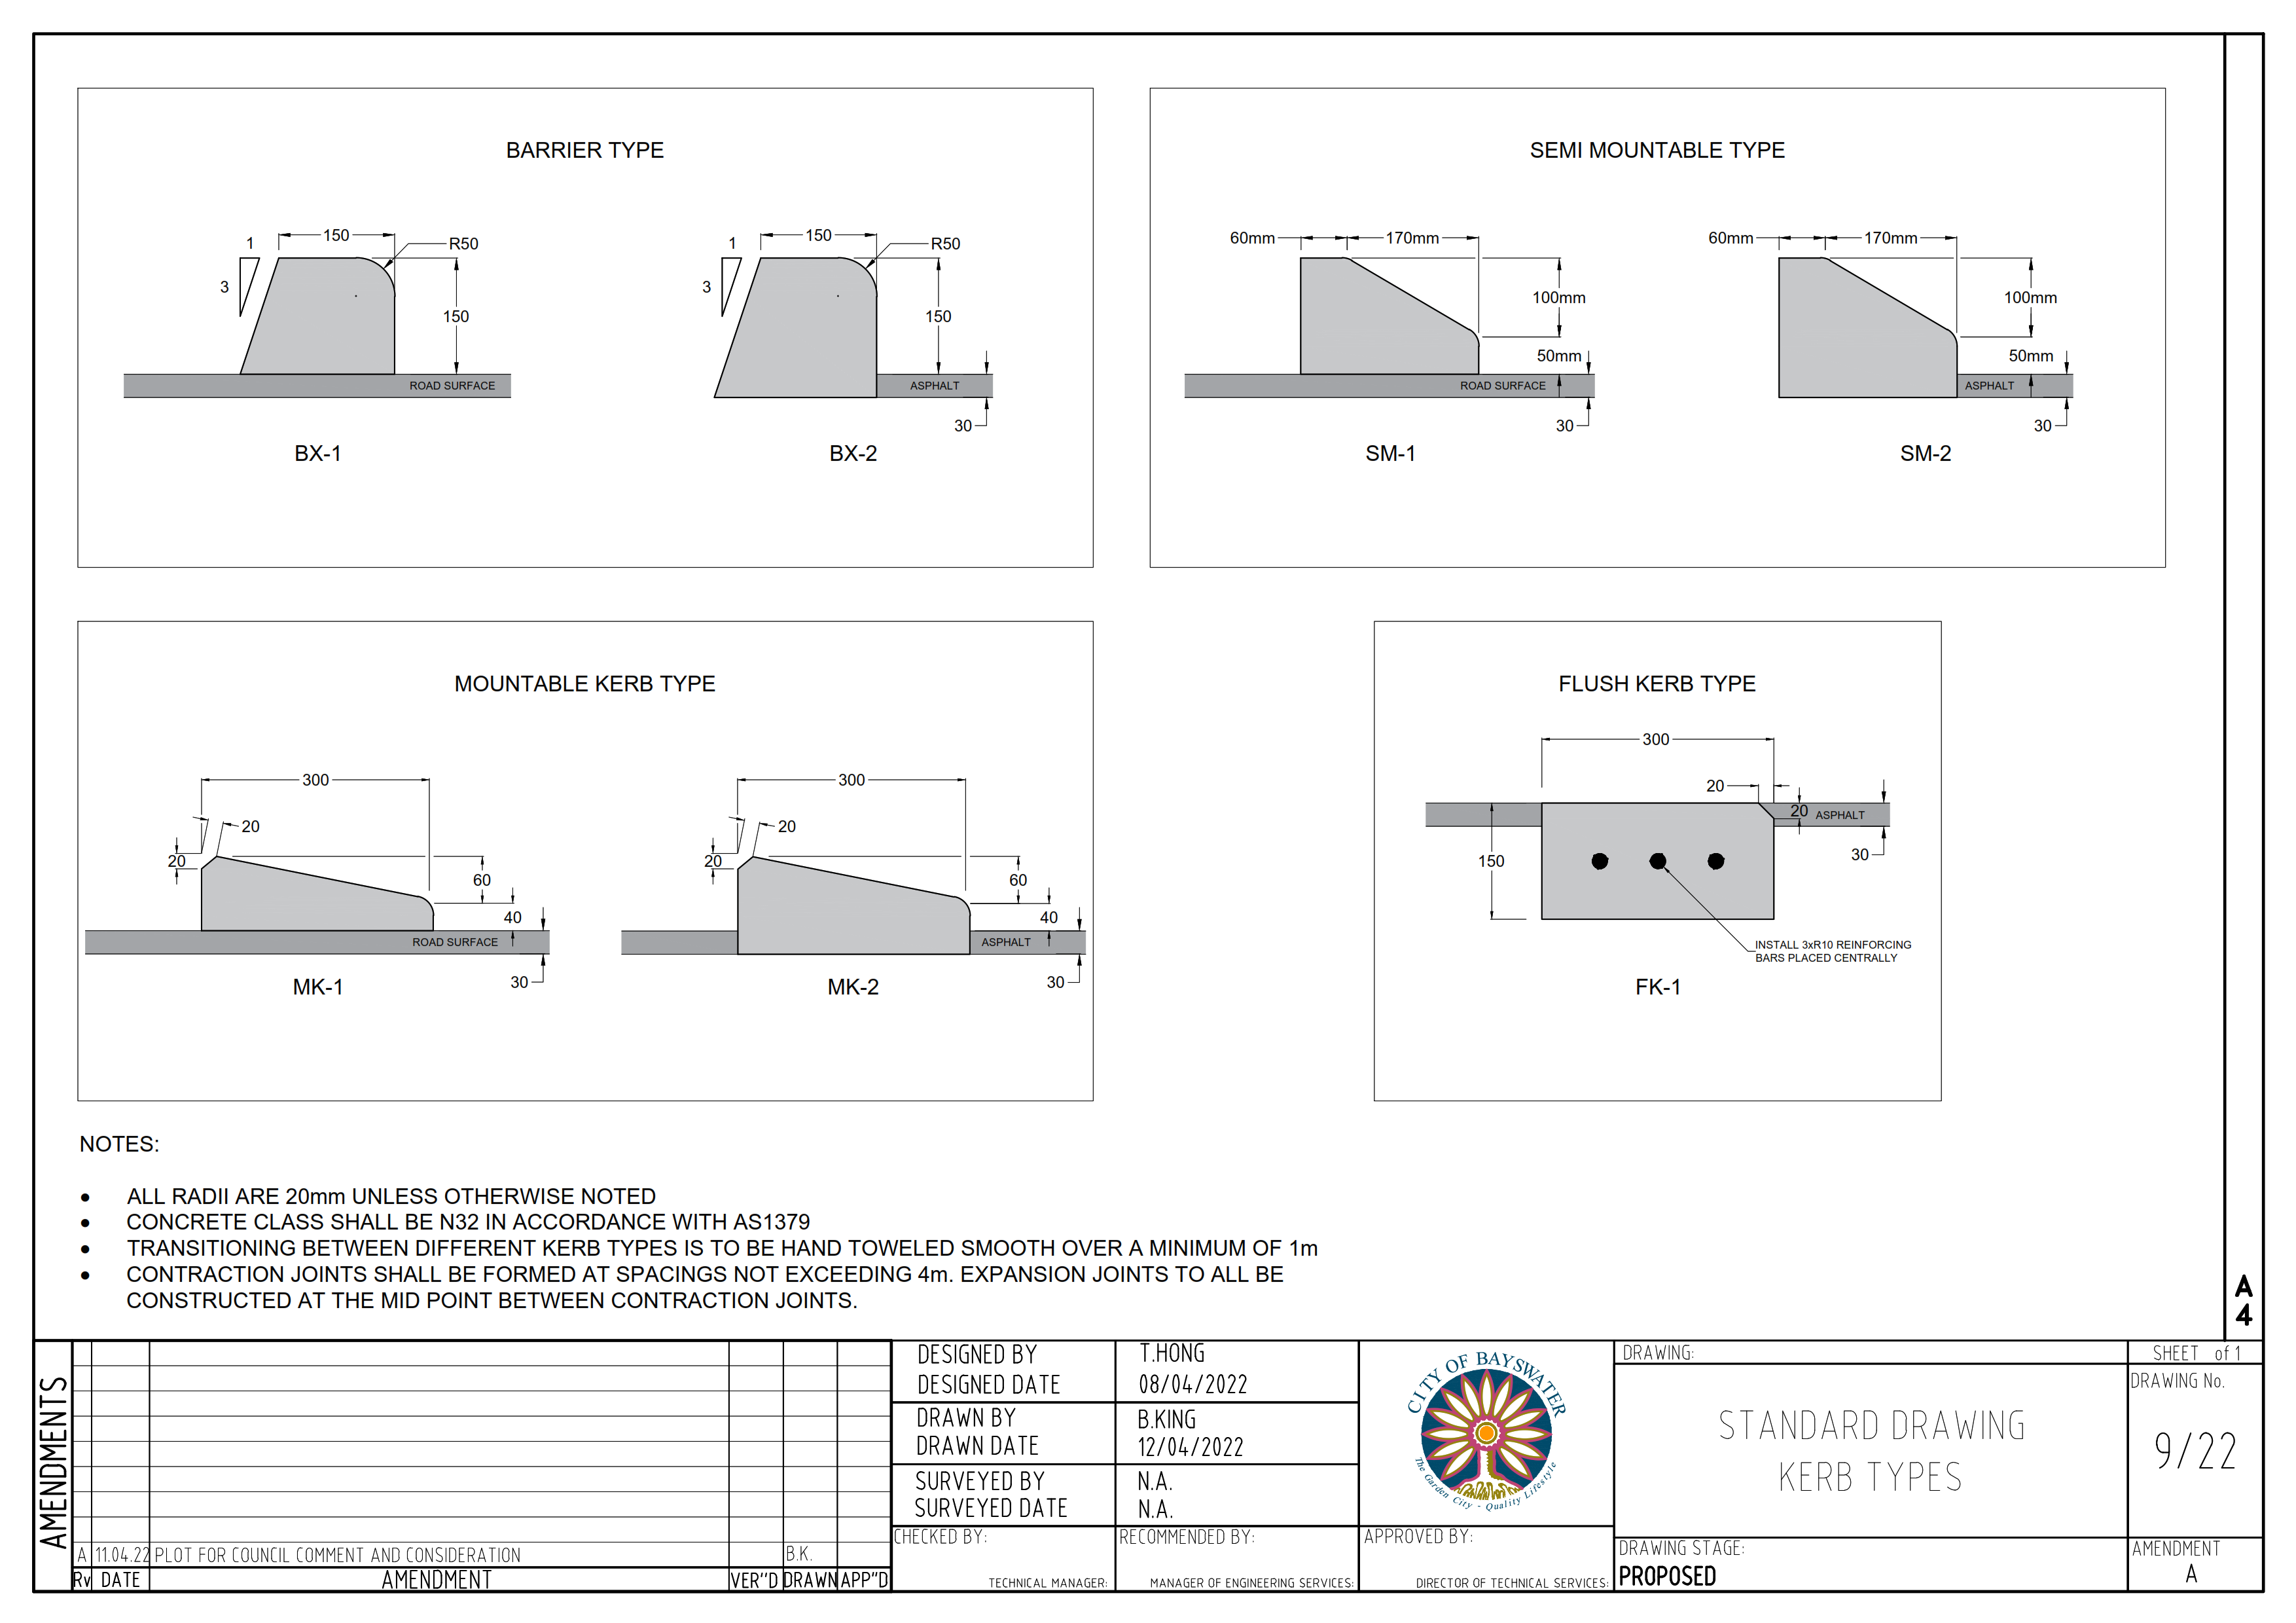 BARRIER TYPE
1
150
R50
3
150
ROAD SURFACE
BX-1
1
150
R50
3
150
ASPHALT
30
BX-2
SEMI MOUNTABLE TYPE
60mm
170mm
100mm
50mm
ROAD SURFACE
30
SM-1
60mm
170mm
100mm
50mm
ASPHALT
30
SM-2
MOUNTABLE KERB TYPE
300
20
20
60
40
ROAD SURFACE
30
MK-1
300
20
20
60
40
ASPHALT
30
MK-2
FLUSH KERB TYPE
300
20
20
ASPHALT
150
30
INSTALL 3xR10 REINFORCING
BARS PLACED CENTRALLY
FK-1
NOTES:
● ALL RADII ARE 20mm UNLESS OTHERWISE NOTED
● CONCRETE CLASS SHALL BE N32 IN ACCORDANCE WITH AS1379
● TRANSITIONING BETWEEN DIFFERENT KERB TYPES IS TO BE HAND TOWELED SMOOTH OVER A MINIMUM OF 1m
● CONTRACTION JOINTS SHALL BE FORMED AT SPACINGS NOT EXCEEDING 4m. EXPANSION JOINTS TO ALL BE
CONSTRUCTED AT THE MID POINT BETWEEN CONTRACTION JOINTS.
A
4
AMENDMENTS
A 11.04.22 PLOT FOR COUNCIL COMMENT AND CONSIDERATION B.K.
Rv DATE AMENDMENT VER"D DRAWN APP"D
DESIGNED BY T.HONG
DESIGNED DATE 08/04/2022
DRAWN BY B.KING
DRAWN DATE 12/04/2022
SURVEYED BY N.A.
SURVEYED DATE N.A.
CHECKED BY:
TECHNICAL MANAGER:
RECOMMENDED BY:
MANAGER OF ENGINEERING SERVICES:
CITY OF BAYSWATER
The Garden City - Quality Lifestyle
APPROVED BY:
DIRECTOR OF TECHNICAL SERVICES:
DRAWING:
STANDARD DRAWING
KERB TYPES
DRAWING STAGE:
PROPOSED
SHEET of 1
DRAWING No.
9/22
AMENDMENT
A